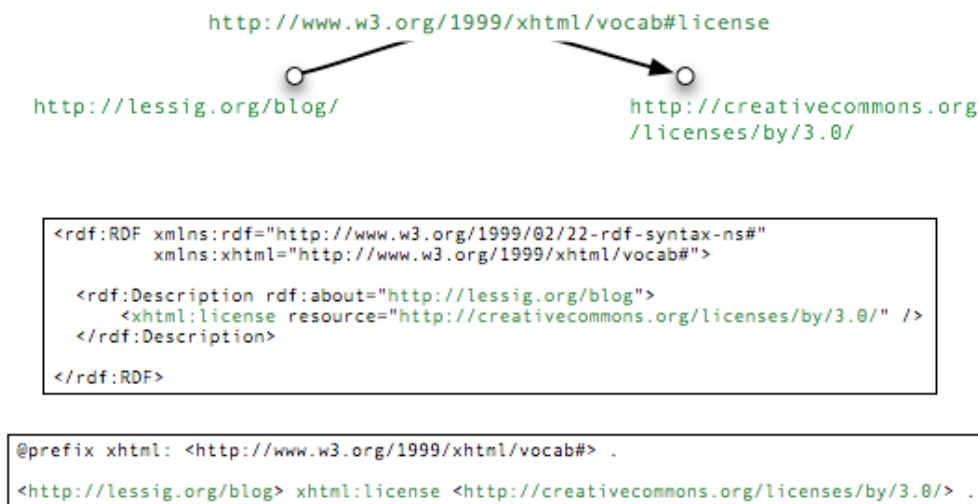 http://www.w3.org/1999/xhtml/vocab#license
http://lessig.org/blog/
http://creativecommons.org
/licenses/by/3.0/
<rdf:RDF xmlns:rdf="http://www.w3.org/1999/02/22-rdf-syntax-ns#"
xmlns:xhtml="http://www.w3.org/1999/xhtml/vocab#">
<rdf:Description rdf:about="http://lessig.org/blog">
<xhtml:license resource="http://creativecommons.org/licenses/by/3.0/" />
</rdf:Description>
</rdf:RDF>
@prefix xhtml: <http://www.w3.org/1999/xhtml/vocab#> .
<http://lessig.org/blog> xhtml:license <http://creativecommons.org/licenses/by/3.0/> .